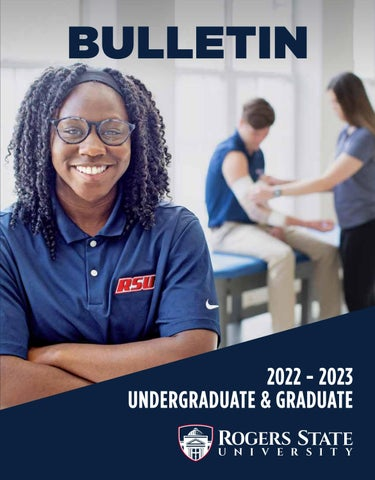 BULLETIN
RSU
2022 - 2023
UNDERGRADUATE & GRADUATE
ROGERS STATE
UNIVERSITY